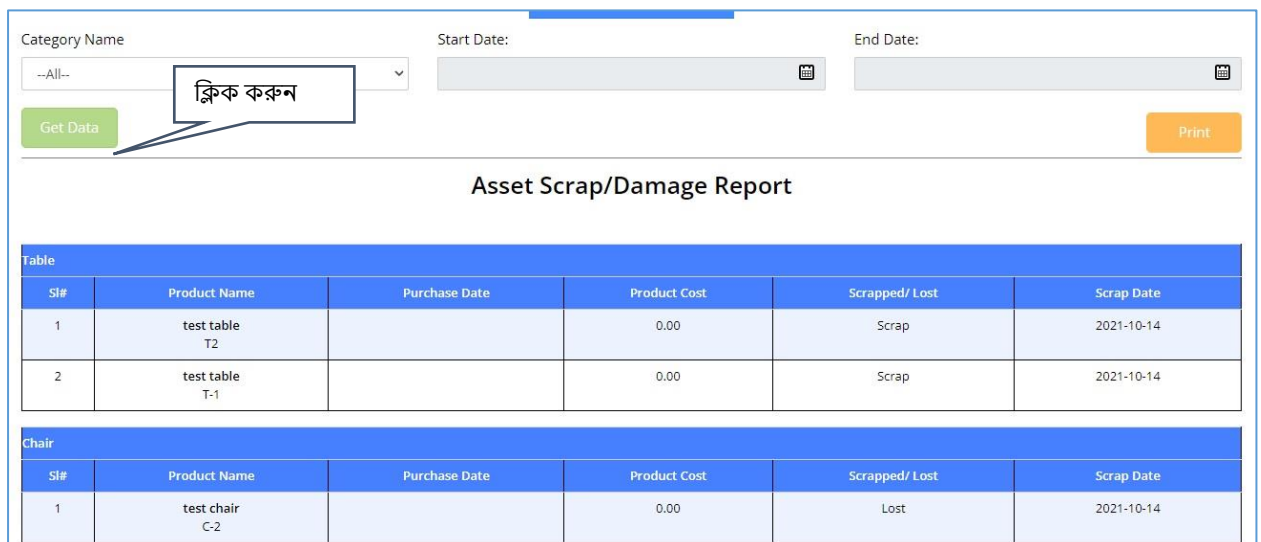 Category Name Start Date: End Date:
--All--
ক্লিক করুন
Get Data
Print
Asset Scrap/Damage Report
Table
Sl# Product Name Purchase Date Product Cost Scrapped/ Lost Scrap Date
1 test table 0.00 Scrap 2021-10-14
T2
2 test table 0.00 Scrap 2021-10-14
T-1
Chair
Sl# Product Name Purchase Date Product Cost Scrapped/ Lost Scrap Date
1 test chair 0.00 Lost 2021-10-14
C-2